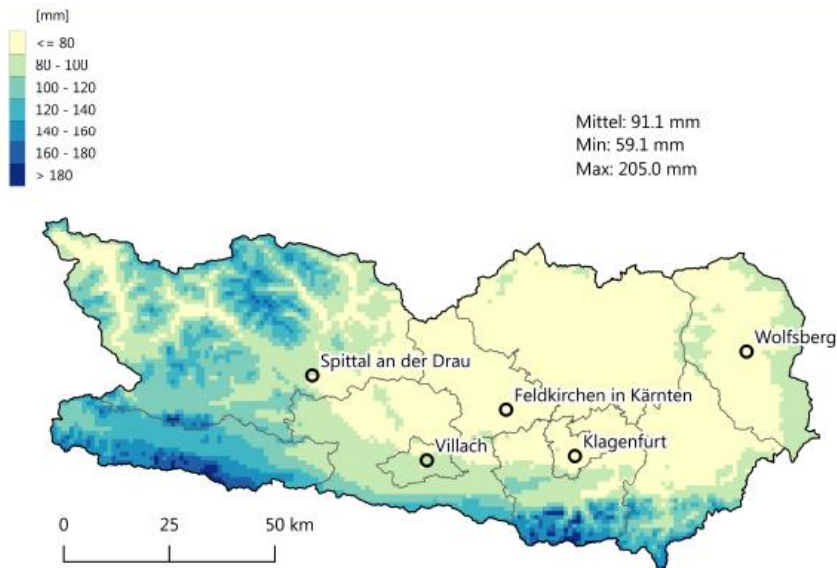 [mm]
<= 80
80 - 100
100 - 120
120 - 140
140 - 160
160 - 180
> 180
Mittel: 91.1 mm
Min: 59.1 mm
Max: 205.0 mm
Wolfsberg
Spittal an der Drau
Feldkirchen in Kärnten
Klagenfurt
Villach
0 25 50 km